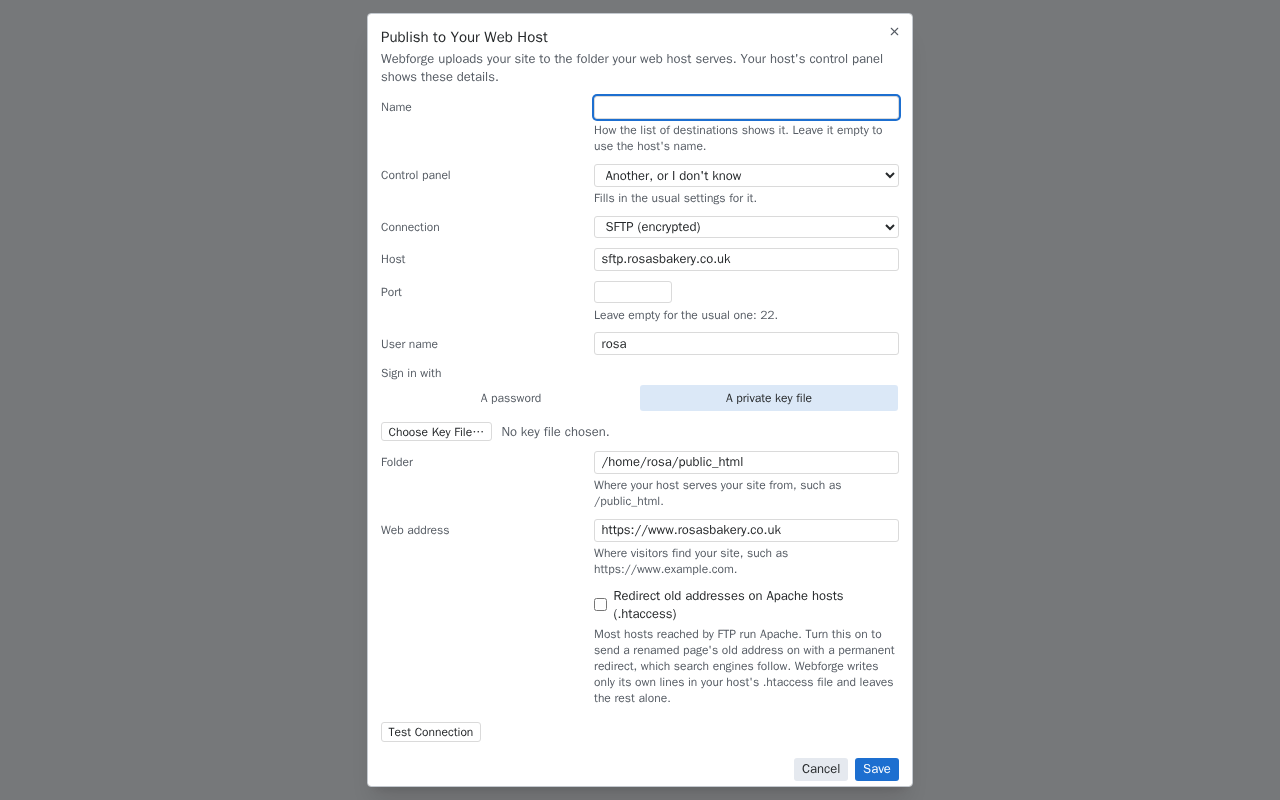 Publish to Your Web Host
×
Webforge uploads your site to the folder your web host serves. Your host's control panel
shows these details.
Name
How the list of destinations shows it. Leave it empty to
use the host's name.
Control panel
Another, or I don't know
Fills in the usual settings for it.
Connection
SFTP (encrypted)
Host
sftp.rosasbakery.co.uk
Port
Leave empty for the usual one: 22.
User name
rosa
Sign in with
A password
A private key file
Choose Key File…
No key file chosen.
Folder
/home/rosa/public_html
Where your host serves your site from, such as
/public_html.
Web address
https://www.rosasbakery.co.uk
Where visitors find your site, such as
https://www.example.com.
Redirect old addresses on Apache hosts
(.htaccess)
Most hosts reached by FTP run Apache. Turn this on to
send a renamed page's old address on with a permanent
redirect, which search engines follow. Webforge writes
only its own lines in your host's .htaccess file and leaves
the rest alone.
Test Connection
Cancel
Save